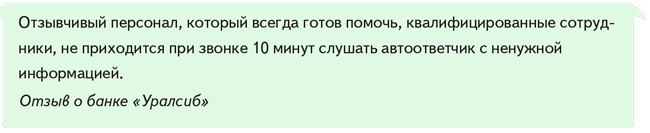 Отзывчивый персонал, который всегда готов помочь, квалифицированные сотруд-
ники, не приходится при звонке 10 минут слушать автоответчик с ненужной
информацией.
Отзыв о банке «Уралсиб»